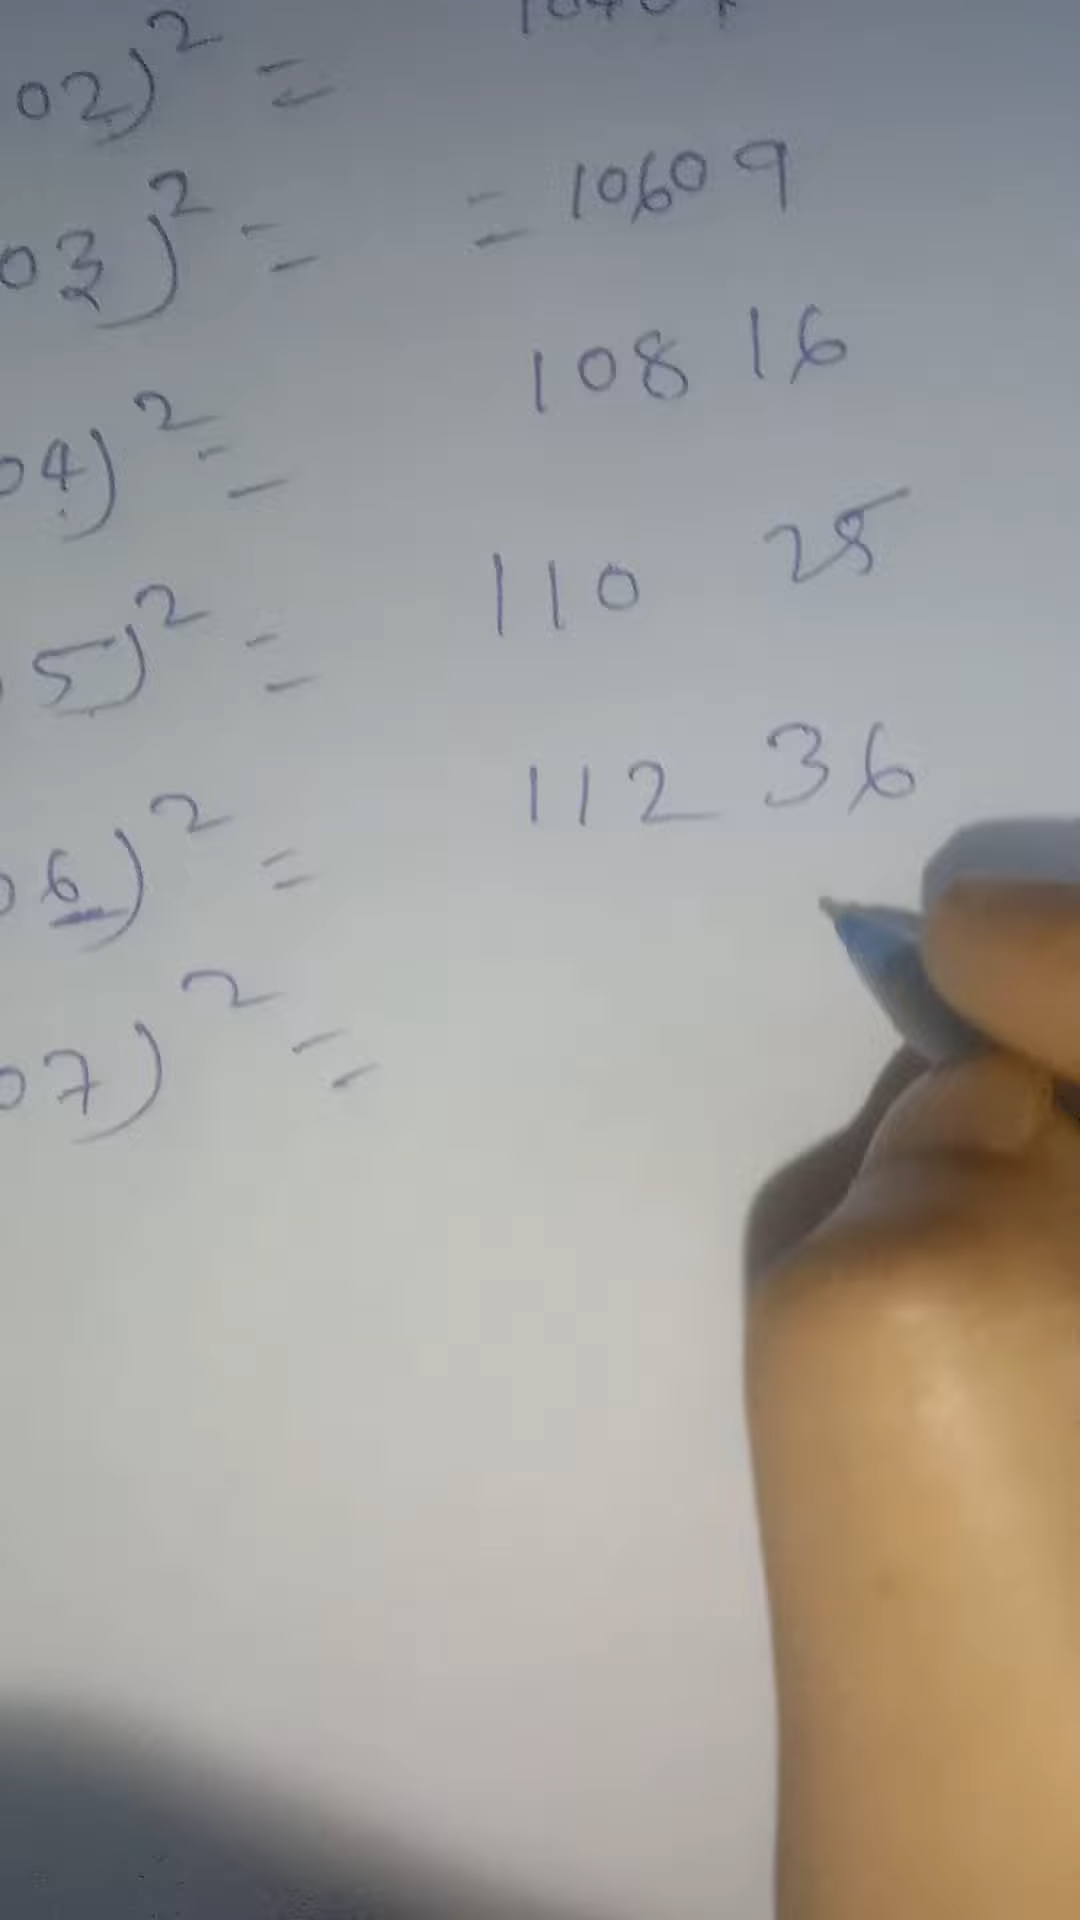 02)² =
03)² = = 10609
04)² = 10816
5)² = 110 25
06)² = 112 36
07)² =